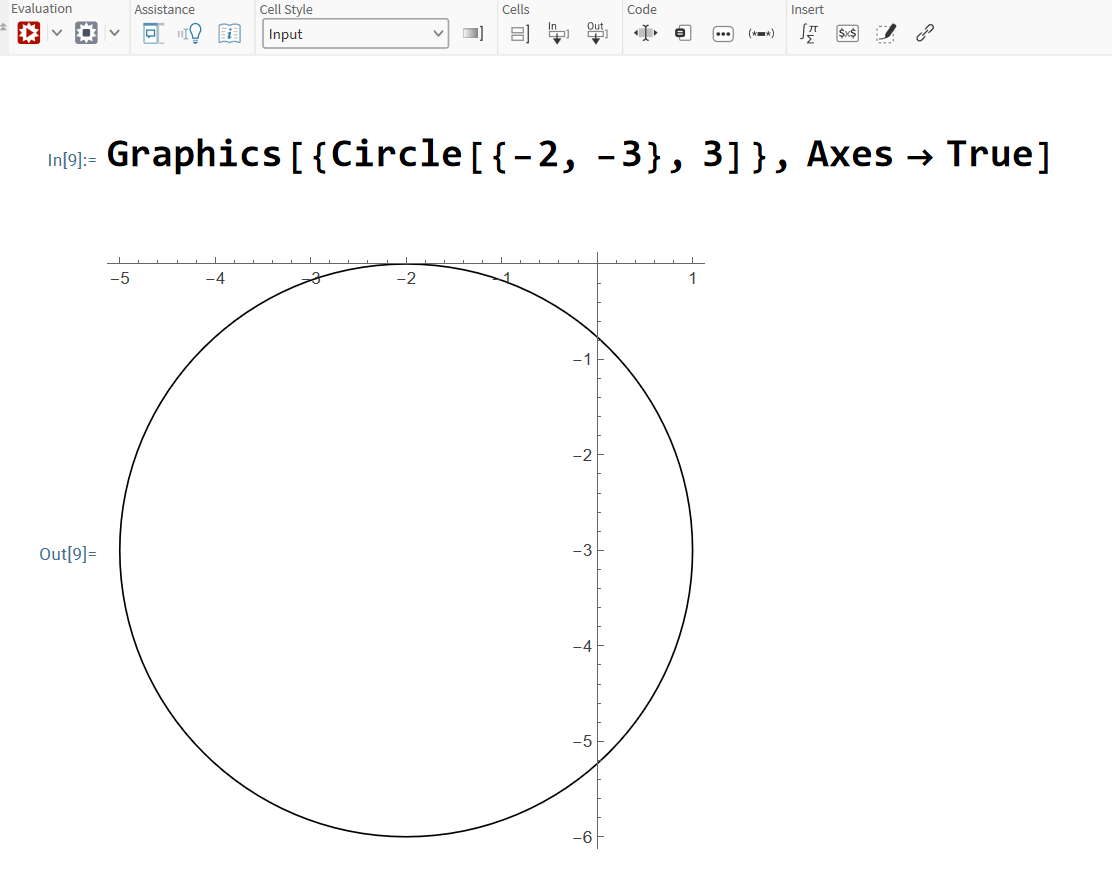 Evaluation Assistance Cell Style Cells Code Insert
Input In Out $x$ (*=*) ∫π Σ
In[9]:= Graphics[{Circle[{-2, -3}, 3]}, Axes → True]
-5 -4 -3 -2 -1 1
-1
-2
Out[9]=
-3
-4
-5
-6